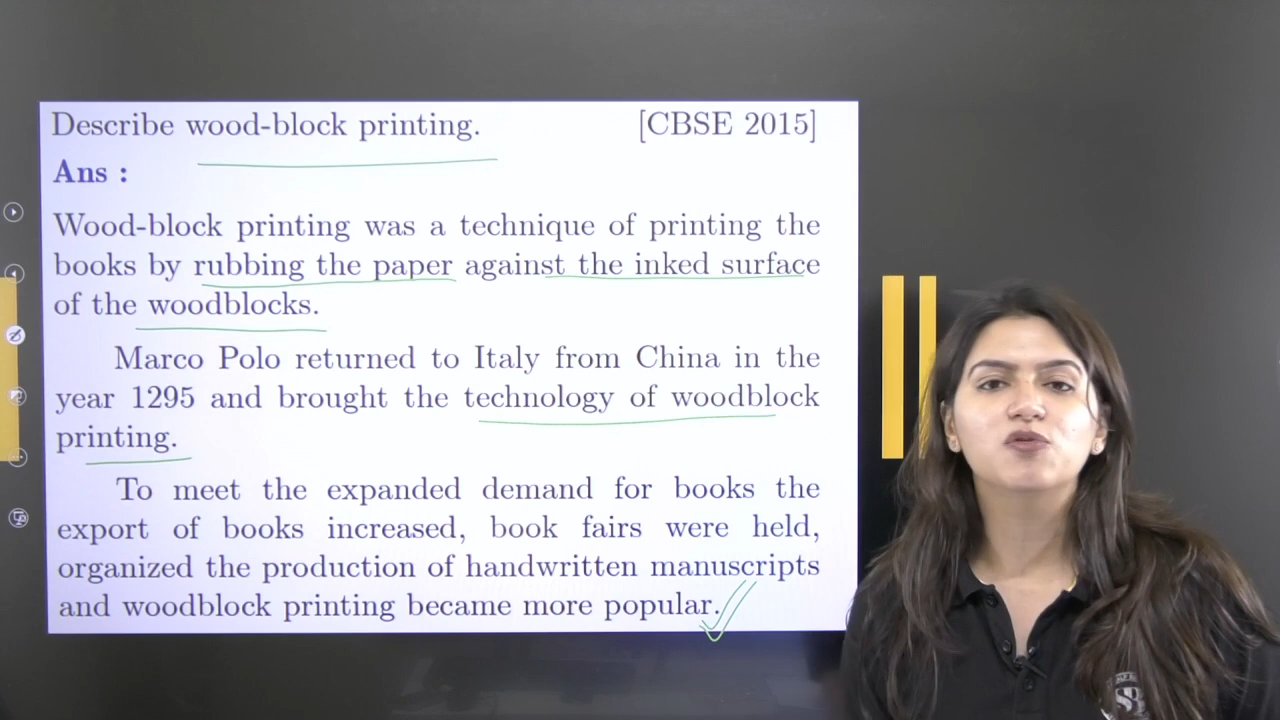 Describe wood-block printing. [CBSE 2015]
Ans :
Wood-block printing was a technique of printing the
books by rubbing the paper against the inked surface
of the woodblocks.
Marco Polo returned to Italy from China in the
year 1295 and brought the technology of woodblock
printing.
To meet the expanded demand for books the
export of books increased, book fairs were held,
organized the production of handwritten manuscripts
and woodblock printing became more popular.